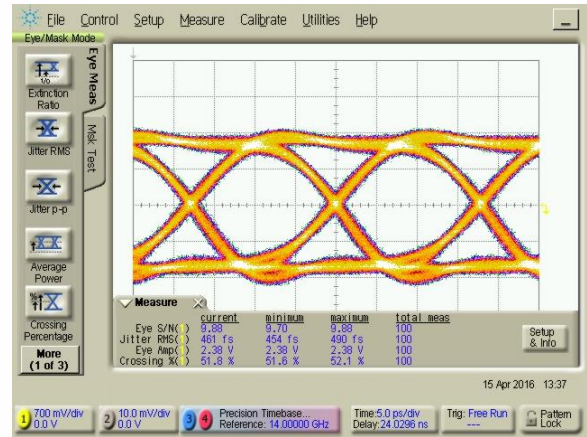 File Control Setup Measure Calibrate Utilities Help
Eye/Mask Mode
Eye Meas
Msk Test
Extinction
Ratio
Jitter RMS
Jitter p-p
Average
Power
Crossing
Percentage
More
(1 of 3)
Measure
current minimum maximum total meas
Eye S/N(1) 9.88 9.70 9.88 100
Jitter RMS(1) 461 fs 454 fs 490 fs 100
Eye Amp(1) 2.38 V 2.38 V 2.38 V 100
Crossing %(1) 51.8 % 51.6 % 52.1 % 100
Setup
& Info
15 Apr 2016 13:37
1 700 mV/div
0.0 V
2 10.0 mV/div
0.0 V
3 4 Precision Timebase...
Reference: 14.00000 GHz
Time:5.0 ps/div
Delay:24.0296 ns
Trig: Free Run
---
Pattern
Lock